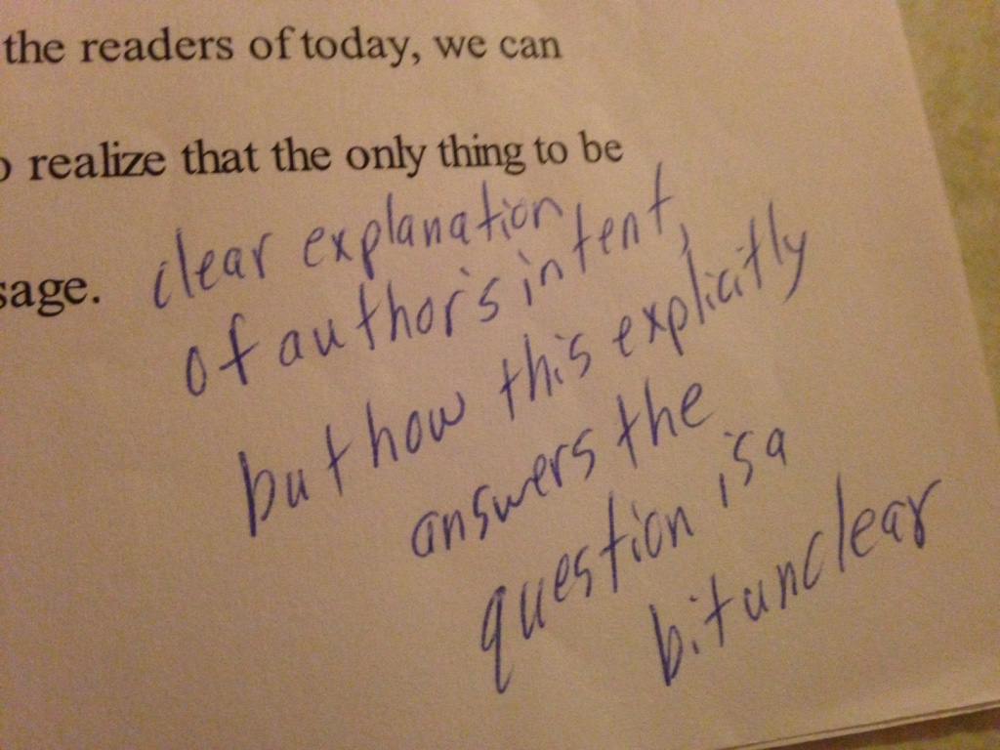 the readers of today, we can
realize that the only thing to be
sage.
clear explanation
of author's intent,
but how this explicitly
answers the
question is a
bit unclear